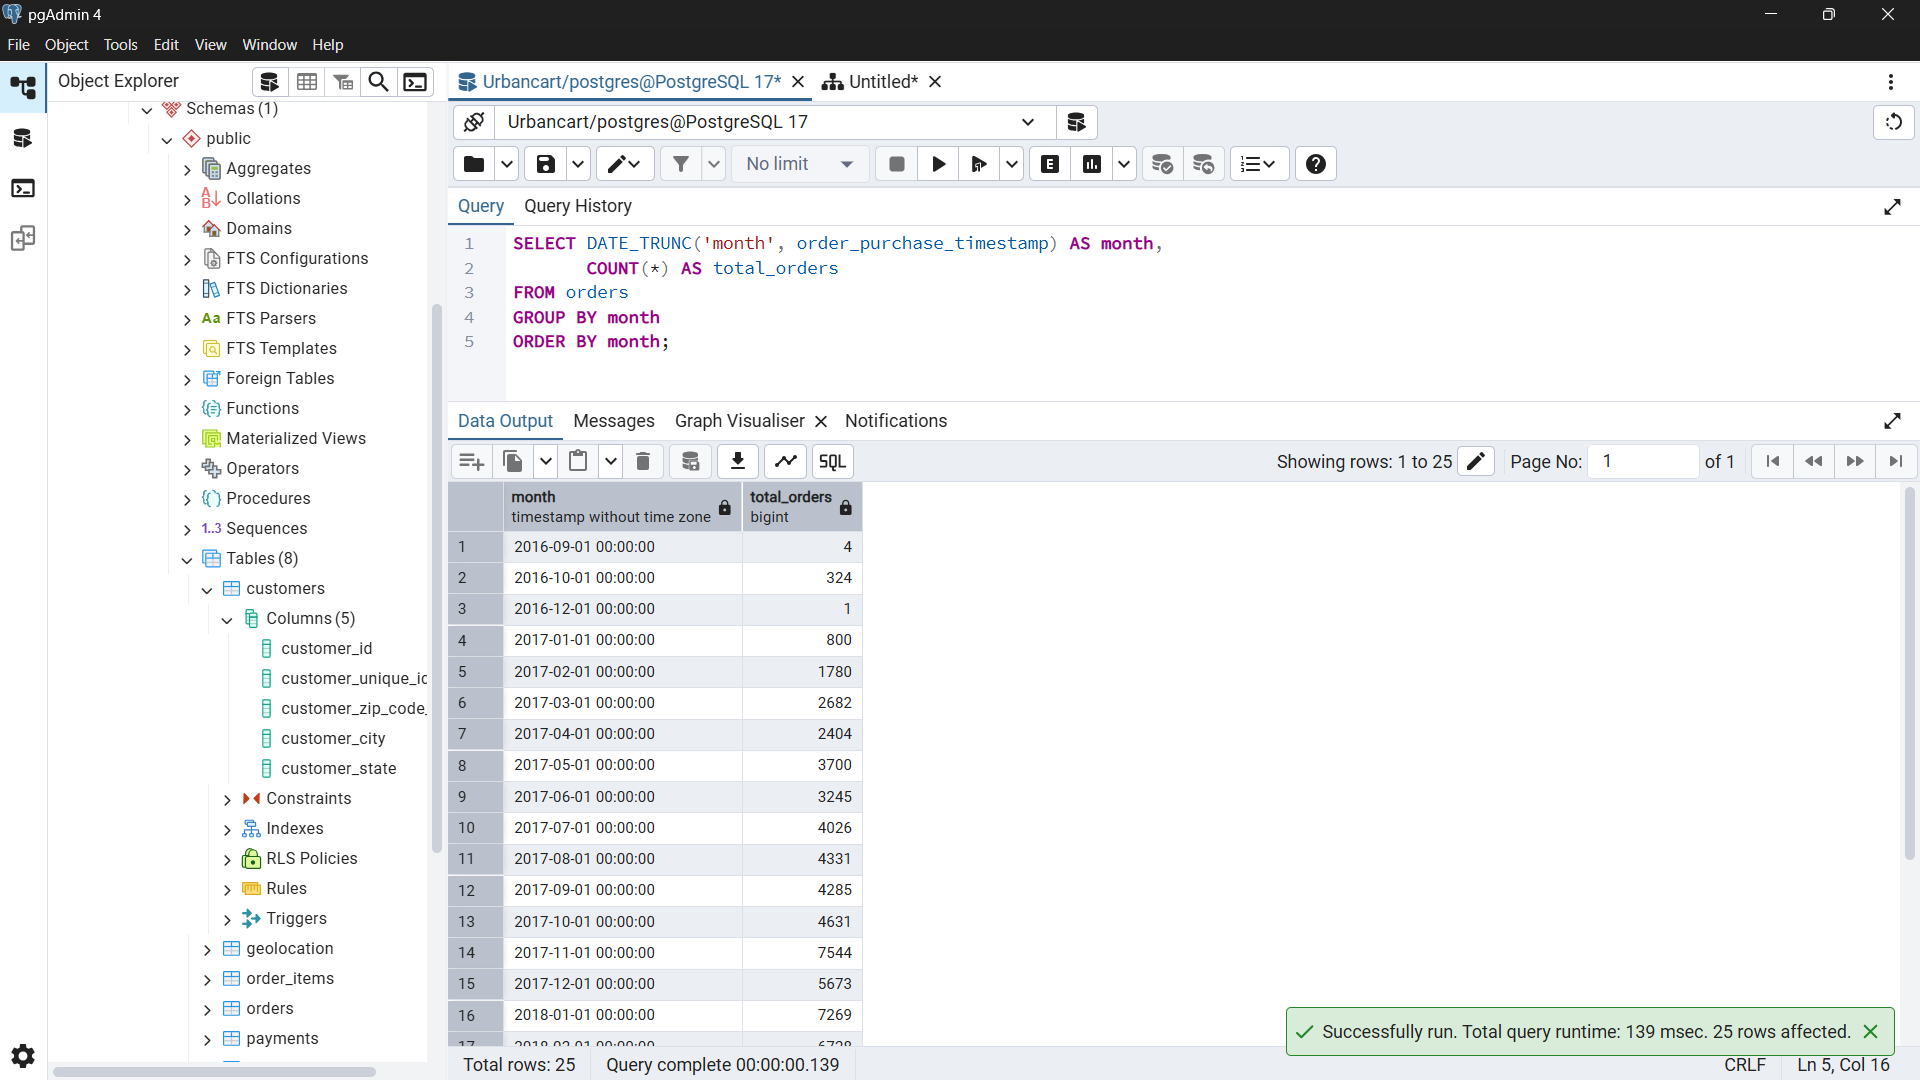 pgAdmin 4
File Object Tools Edit View Window Help
Object Explorer
Urbancart/postgres@PostgreSQL 17*
Untitled*
Schemas (1)
public
Aggregates
Collations
Domains
FTS Configurations
FTS Dictionaries
Aa FTS Parsers
FTS Templates
Foreign Tables
Functions
Materialized Views
Operators
Procedures
1..3 Sequences
Tables (8)
customers
Columns (5)
customer_id
customer_unique_ic
customer_zip_code_
customer_city
customer_state
Constraints
Indexes
RLS Policies
Rules
Triggers
geolocation
order_items
orders
payments
Urbancart/postgres@PostgreSQL 17
No limit
E
Query Query History
1 SELECT DATE_TRUNC('month', order_purchase_timestamp) AS month,
2 COUNT(*) AS total_orders
3 FROM orders
4 GROUP BY month
5 ORDER BY month;
Data Output Messages Graph Visualiser Notifications
SQL
Showing rows: 1 to 25 Page No: 1 of 1
month total_orders
timestamp without time zone bigint
1 2016-09-01 00:00:00 4
2 2016-10-01 00:00:00 324
3 2016-12-01 00:00:00 1
4 2017-01-01 00:00:00 800
5 2017-02-01 00:00:00 1780
6 2017-03-01 00:00:00 2682
7 2017-04-01 00:00:00 2404
8 2017-05-01 00:00:00 3700
9 2017-06-01 00:00:00 3245
10 2017-07-01 00:00:00 4026
11 2017-08-01 00:00:00 4331
12 2017-09-01 00:00:00 4285
13 2017-10-01 00:00:00 4631
14 2017-11-01 00:00:00 7544
15 2017-12-01 00:00:00 5673
16 2018-01-01 00:00:00 7269
17 2018-02-01 00:00:00 6728
Successfully run. Total query runtime: 139 msec. 25 rows affected.
Total rows: 25 Query complete 00:00:00.139 CRLF Ln 5, Col 16